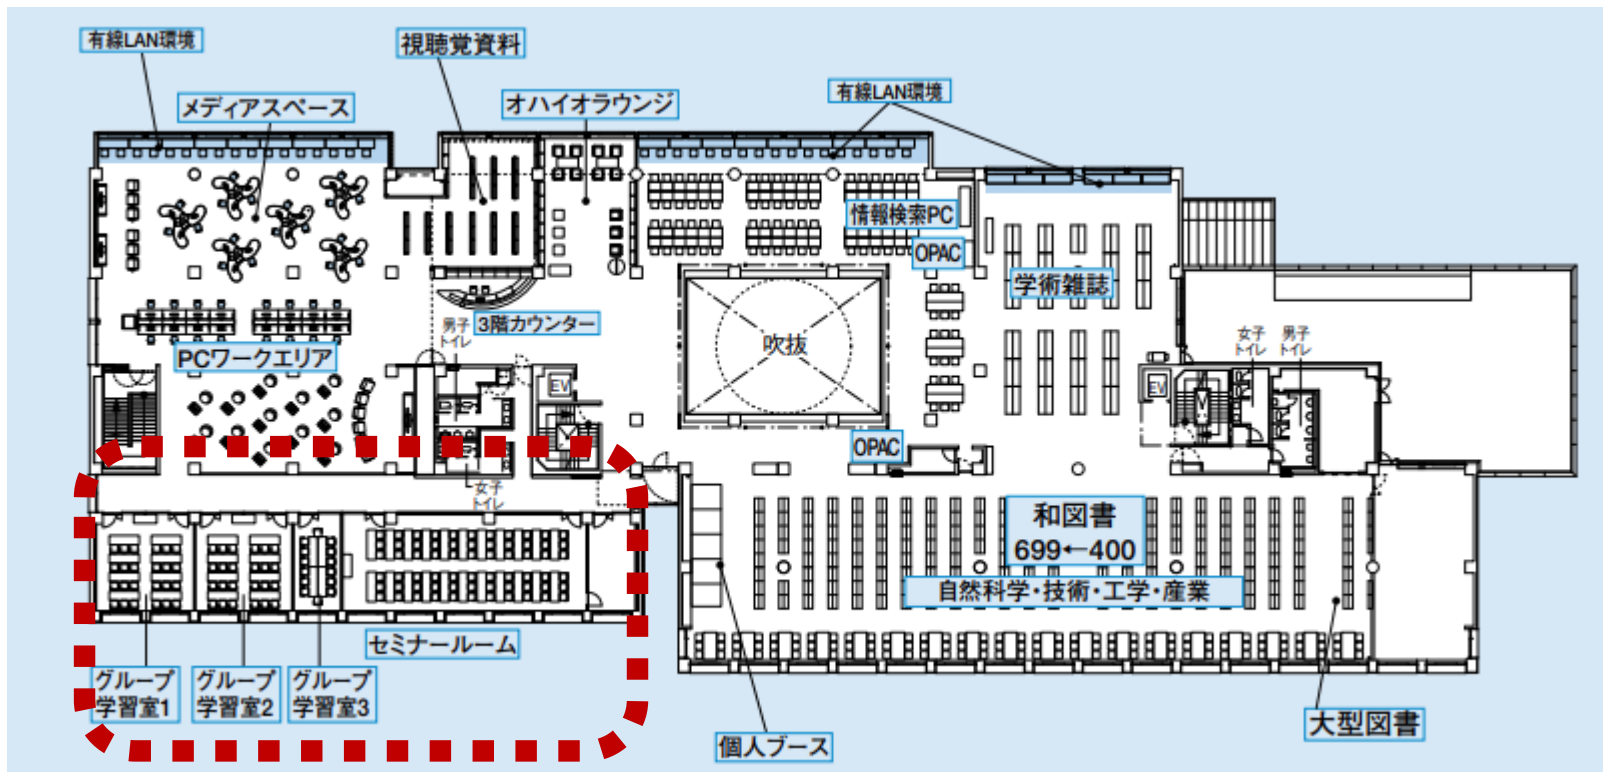 有線LAN環境
視聴覚資料
メディアスペース
オハイオラウンジ
有線LAN環境
情報検索PC
OPAC
学術雑誌
3階カウンター
男子
トイレ
吹抜
女子
トイレ
男子
トイレ
PCワークエリア
EV
EV
OPAC
女子
トイレ
和図書
699←400
自然科学・技術・工学・産業
セミナールーム
グループ
学習室1
グループ
学習室2
グループ
学習室3
個人ブース
大型図書